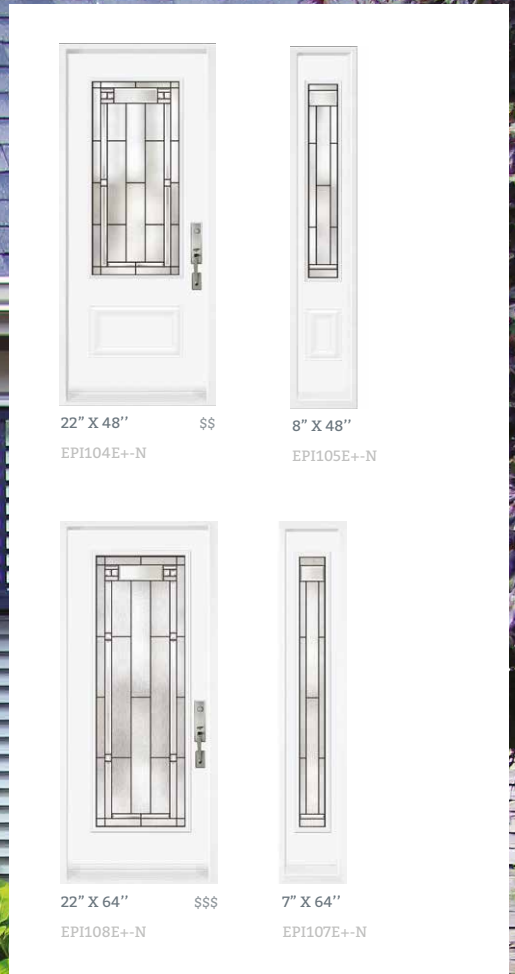 22” X 48’’ $$
EPI104E+-N
8” X 48’’
EPI105E+-N
22” X 64’’ $$$
EPI108E+-N
7” X 64’’
EPI107E+-N